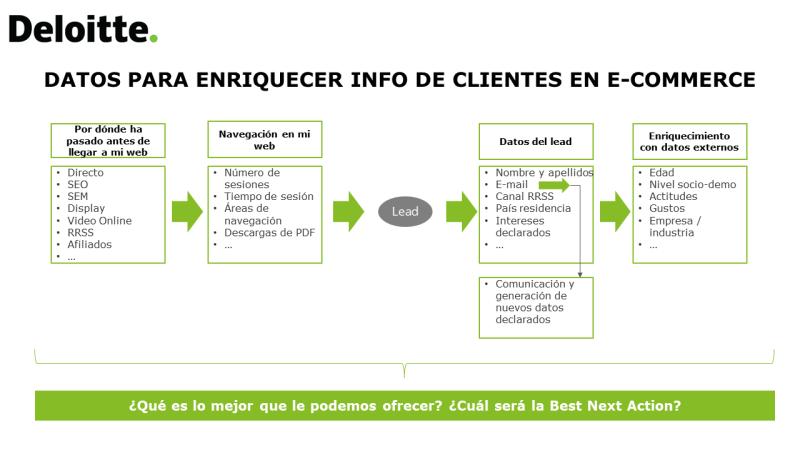 Deloitte.
DATOS PARA ENRIQUECER INFO DE CLIENTES EN E-COMMERCE
Por dónde ha
pasado antes de
llegar a mi web
• Directo
• SEO
• SEM
• Display
• Video Online
• RRSS
• Afiliados
• …
Navegación en mi
web
• Número de
sesiones
• Tiempo de sesión
• Áreas de
navegación
• Descargas de PDF
• …
Lead
Datos del lead
• Nombre y apellidos
• E-mail
• Canal RRSS
• País residencia
• Intereses
declarados
• …
• Comunicación y
generación de
nuevos datos
declarados
Enriquecimiento
con datos externos
• Edad
• Nivel socio-demo
• Actitudes
• Gustos
• Empresa /
industria
• …
¿Qué es lo mejor que le podemos ofrecer? ¿Cuál será la Best Next Action?